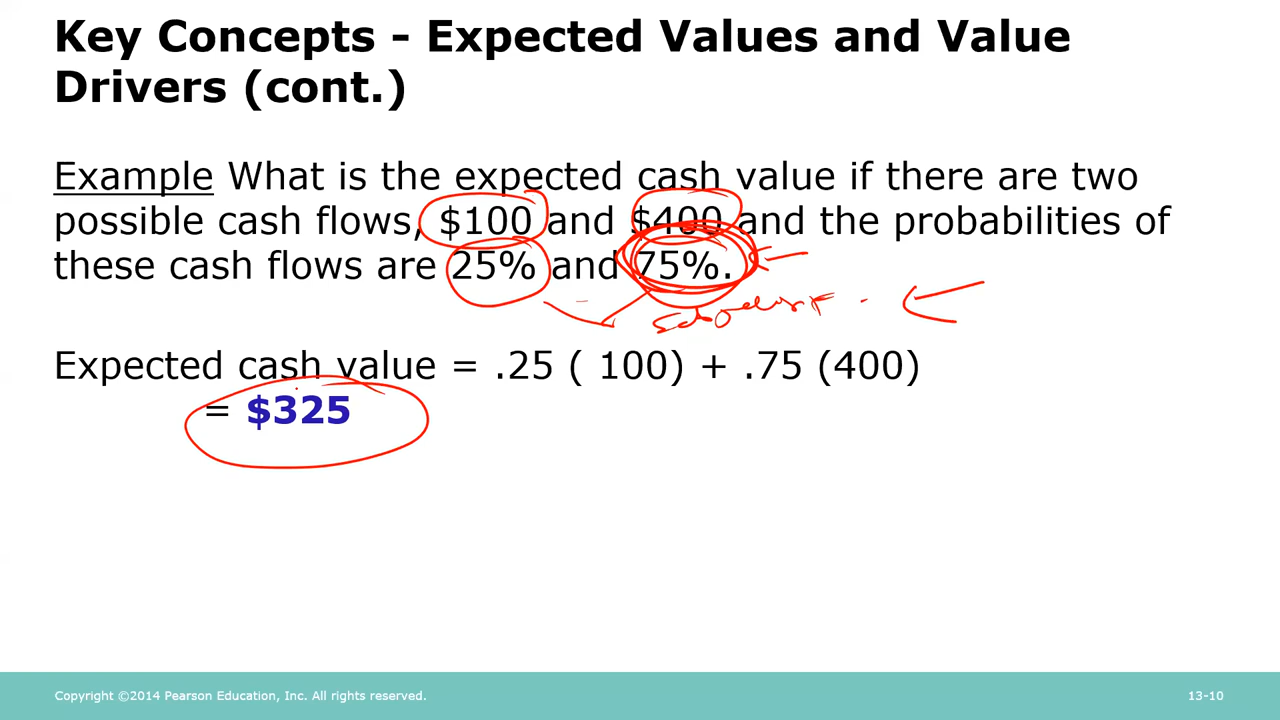 Key Concepts - Expected Values and Value
Drivers (cont.)
Example What is the expected cash value if there are two
possible cash flows, $100 and $400 and the probabilities of
these cash flows are 25% and 75%.
Expected cash value = .25 ( 100) + .75 (400)
= $325
Copyright ©2014 Pearson Education, Inc. All rights reserved.
13-10